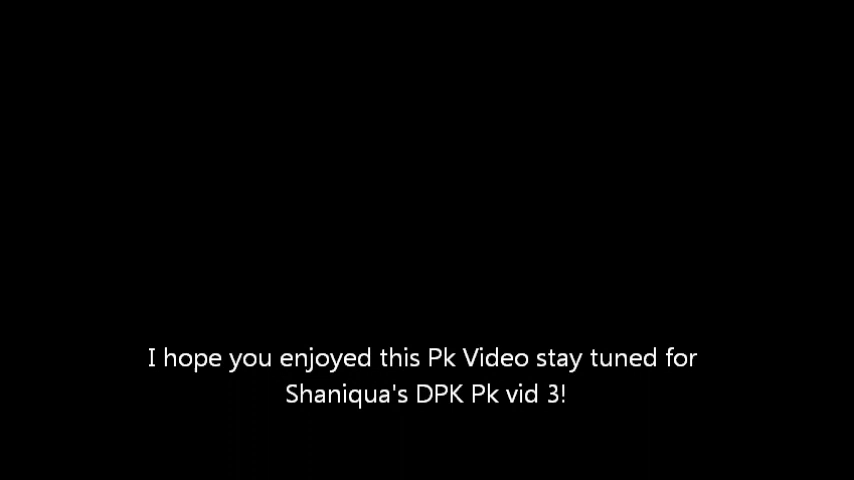 I hope you enjoyed this Pk Video stay tuned for
Shaniqua's DPK Pk vid 3!